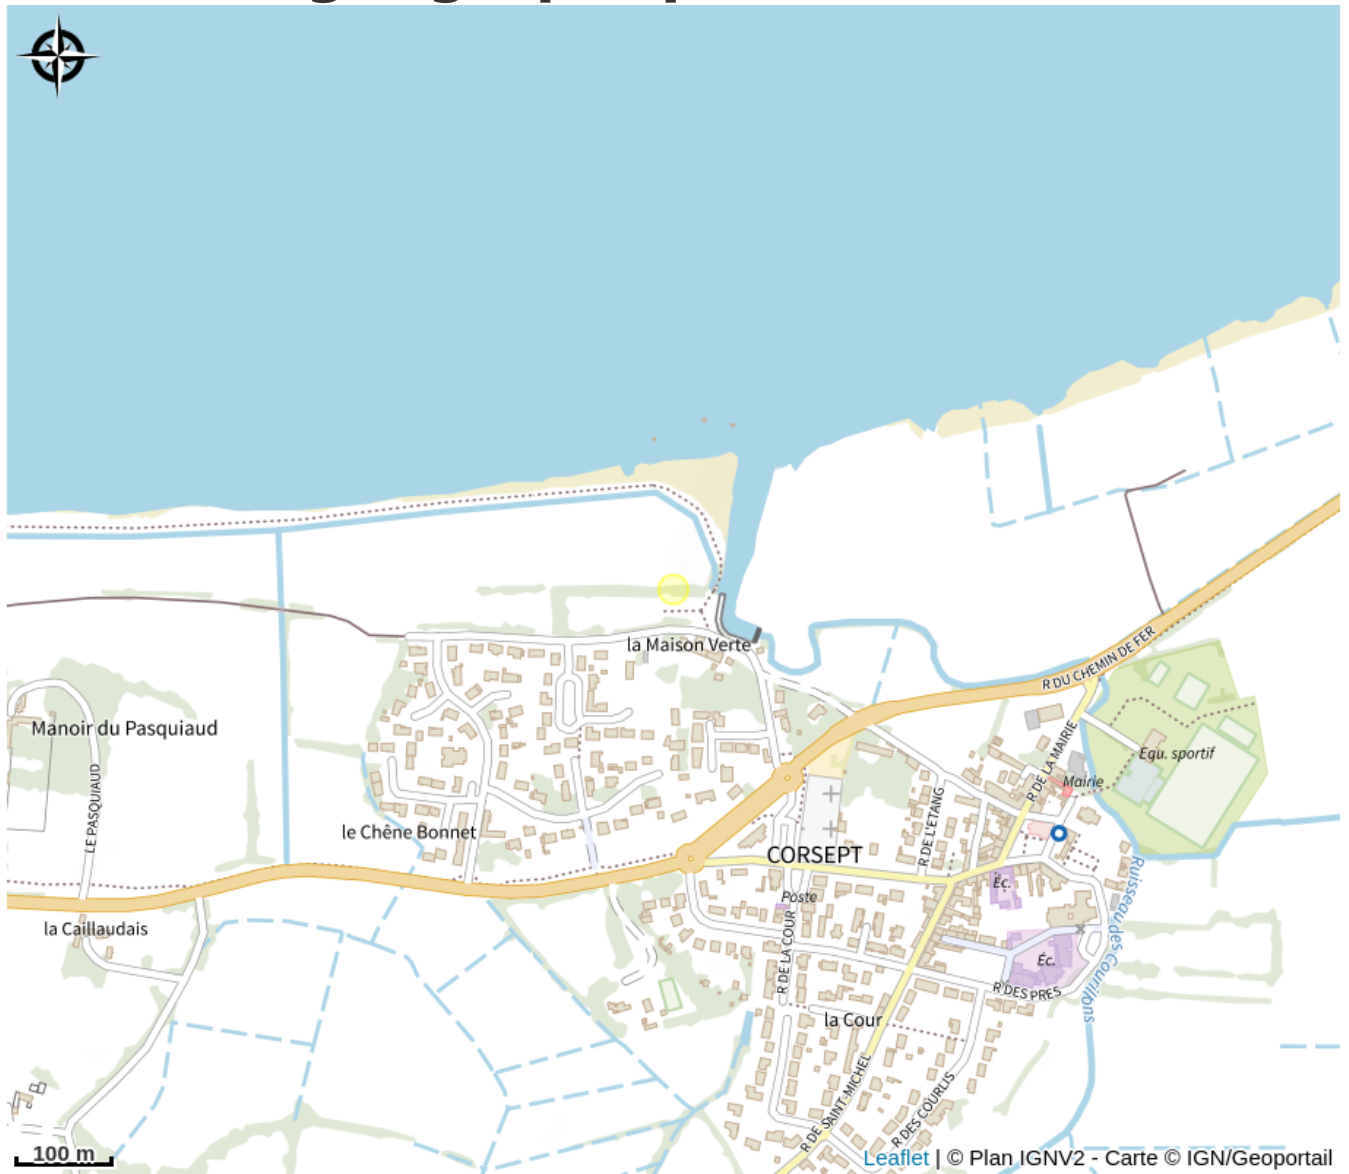 la Maison Verte
R DU CHEMIN DE FER
Manoir du Pasquiaud
LE PASQUIAUD
R DE LA MAIRIE
Equ. sportif
Mairie
le Chêne Bonnet
R DE L'ETANG
CORSEPT
Éc.
Poste
la Caillaudais
R DE LA COUR
Ruisseau des Courillons
Éc.
R DES PRES
la Cour
R DE SAINT-MICHEL
R DES COURLIS
100 m
Leaflet | © Plan IGNV2 - Carte © IGN/Geoportail